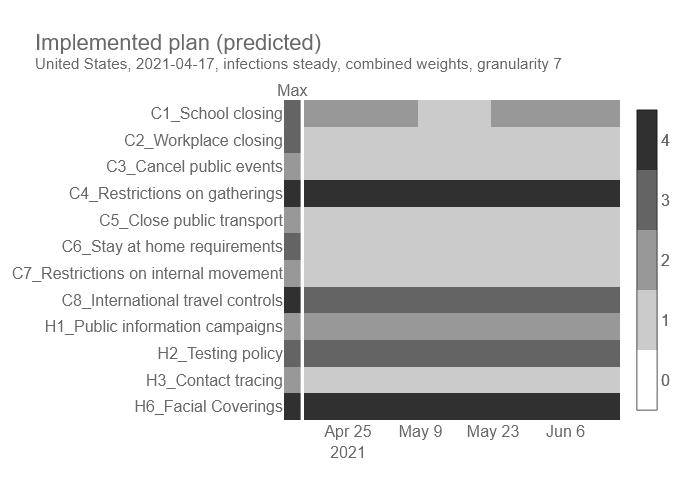 Implemented plan (predicted)
United States, 2021-04-17, infections steady, combined weights, granularity 7
Max
C1_School closing
C2_Workplace closing
C3_Cancel public events
C4_Restrictions on gatherings
C5_Close public transport
C6_Stay at home requirements
C7_Restrictions on internal movement
C8_International travel controls
H1_Public information campaigns
H2_Testing policy
H3_Contact tracing
H6_Facial Coverings
4
3
2
1
0
Apr 25 May 9 May 23 Jun 6
2021